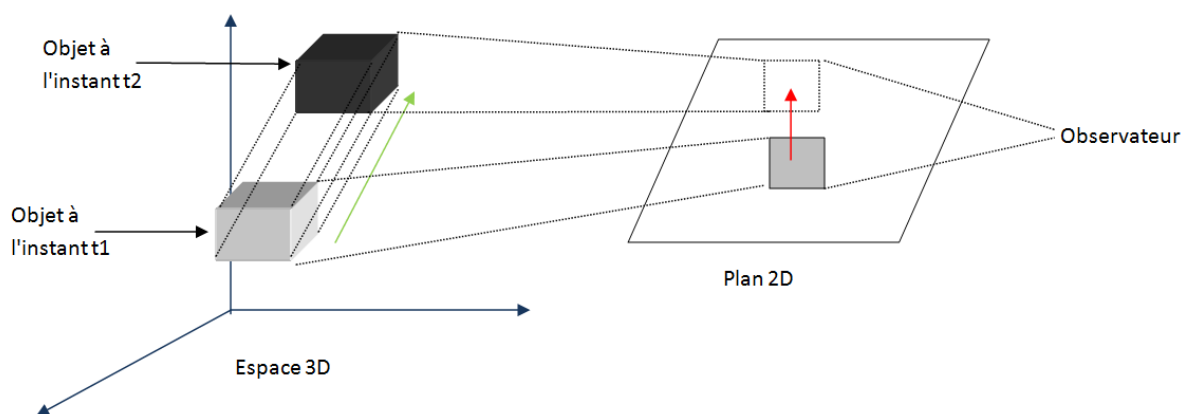 Objet à
l'instant t2
Observateur
Objet à
l'instant t1
Plan 2D
Espace 3D